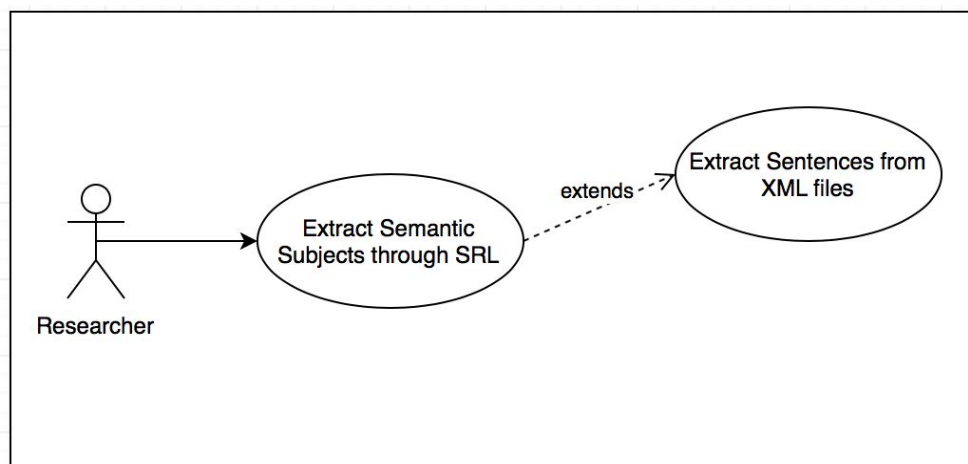 Extract Sentences from
XML files
extends
Extract Semantic
Subjects through SRL
Researcher